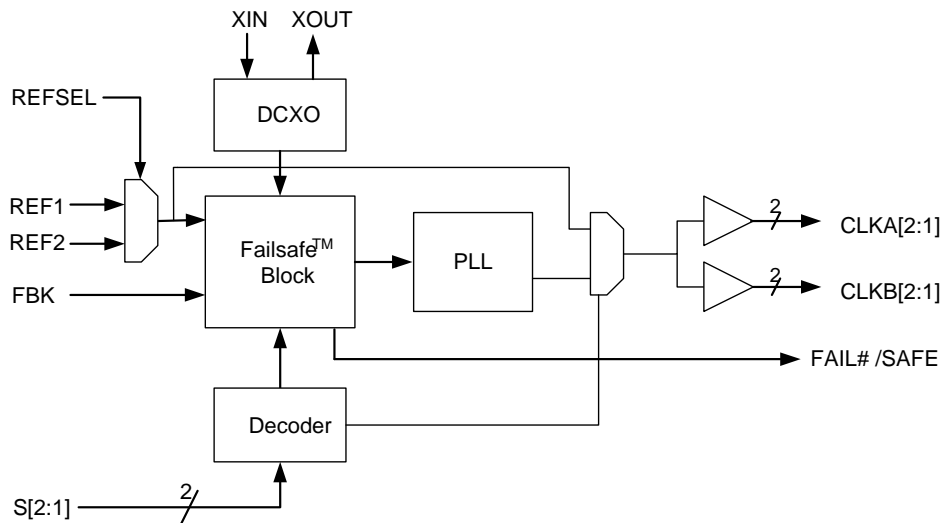 XIN XOUT
REFSEL
DCXO
REF1
REF2
Failsafe™
Block
PLL
2
CLKA[2:1]
FBK
2
CLKB[2:1]
FAIL# /SAFE
Decoder
S[2:1]
2